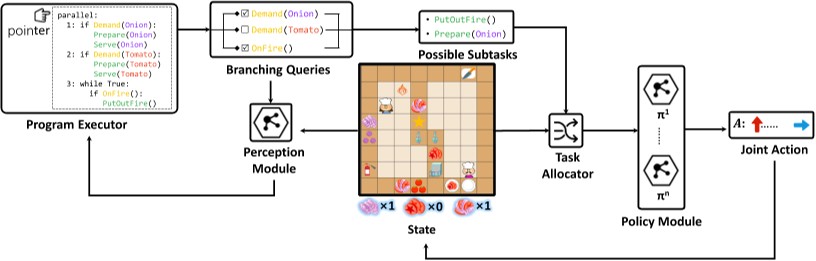 pointer
parallel:
1: if Demand(Onion):
Prepare(Onion)
Serve(Onion)
2: if Demand(Tomato):
Prepare(Tomato)
Serve(Tomato)
3: while True:
if OnFire():
PutOutFire()
Program Executor
Demand(Onion)
Demand(Tomato)
OnFire()
Branching Queries
• PutOutFire()
• Prepare(Onion)
Possible Subtasks
Perception
Module
×1 ×0 ×1
State
Task
Allocator
π¹
πⁿ
Policy Module
A: ......
Joint Action